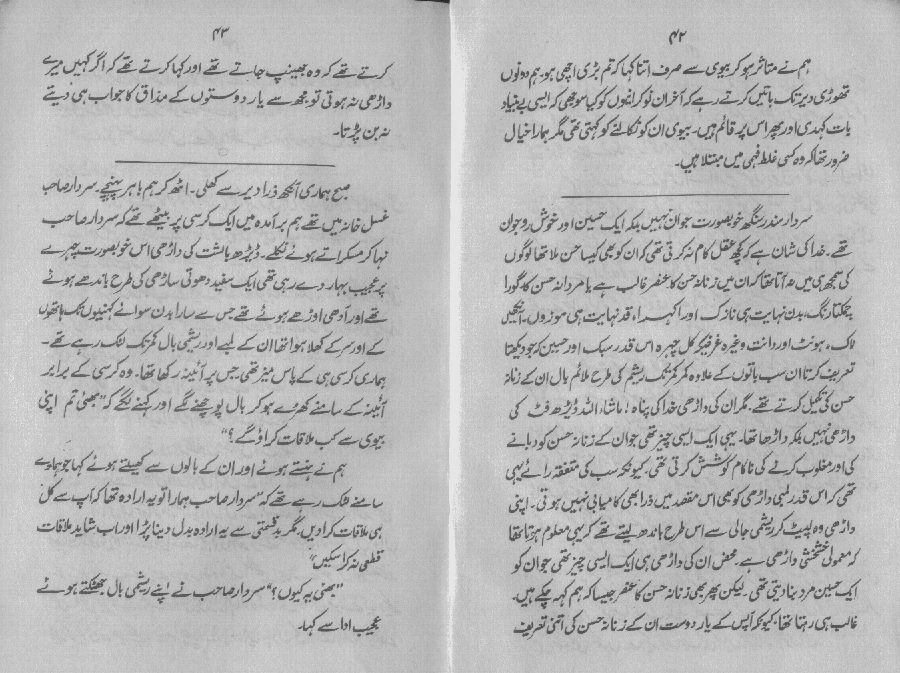 ۴۲
ہم نے متاثر ہو کر بیوی سے صرف اتنا کہا کہ تم بڑی اچھی ہو۔ ہم دونوں
تھوڑی دیر تک باتیں کرتے رہے کہ آخر ان نوکرانیوں کو کیا سوجھی کہ ایسی بے بنیاد
بات کہدی اور پھر اس پر قائم ہیں۔ بیوی ان کو نکالنے کو کہتی تھی مگر ہمارا خیال
ضرور تھا کہ وہ کسی غلط فہمی میں مبتلا ہیں۔
سردار مندر سنگھ خوبصورت جوان نہیں بلکہ ایک حسین اور خوش رو جوان
تھے۔ خدا کی شان ہے کہ کچھ عقل کام نہ کرتی تھی کہ ان کو بھی کیسا حسن ملا تھا لوگوں
کی سمجھ ہی میں نہ آتا تھا کہ ان میں زنانہ حسن کا عنصر غالب ہے یا مردانہ حسن کا۔ گورا
چمکتا رنگ، بدن نہایت ہی نازک اور اکہرا، قد نہایت ہی موزوں۔ آنکھیں
ناک، ہونٹ اور دانت وغیرہ غرضیکہ کل چہرہ اس قدر سبک اور حسین کہ جو دیکھتا
تعریف کرتا ان سب باتوں کے علاوہ کمر کمر تک ریشم کی طرح ملائم بال ان کے زنانہ
حسن کی تکمیل کرتے تھے۔ مگر ان کی داڑھی خدا کی پناہ! ماشاء اللہ ڈیڑھ فٹ کی
داڑھی نہیں بلکہ داڑھا تھا۔ یہی ایک ایسی چیز تھی جو ان کے زنانہ حسن کو دبانے
کی اور مغلوب کرنے کی ناکام کوشش کرتی تھی۔ کیونکہ سب کی متفقہ رائے یہی
تھی کہ اس قدر لمبی داڑھی کو بھی اس مقصد میں ذرا بھی کامیابی نہیں ہوتی۔ اپنی
داڑھی وہ لپیٹ کر ریشمی جالی سے اس طرح باندھ لیتے تھے کہ یہی معلوم ہوتا تھا
کہ معمولی خشخشی داڑھی ہے۔ محض ان کی داڑھی ہی ایک ایسی چیز تھی جو ان کو
ایک حسین مرد بنا دیتی تھی۔ لیکن پھر بھی زنانہ حسن کا عنصر جیسا کہ ہم کہہ چکے ہیں۔
غالب ہی رہتا تھا۔ کیونکہ آپس کے یار دوست ان کے زنانہ حسن کی اتنی تعریف
۴۳
کرتے تھے کہ وہ جھینپ جاتے تھے اور کہا کرتے تھے کہ اگر کہیں میرے
داڑھی نہ ہوتی تو مجھ سے یار دوستوں کے مذاق کا جواب ہی دیتے
نہ بن پڑتا۔
صبح ہماری آنکھ ذرا دیر سے کھلی۔ اٹھ کر ہم باہر پہنچے۔ سردار صاحب
غسل خانہ میں تھے ہم برآمدہ میں ایک کرسی پر بیٹھے تھے کہ سردار صاحب
نہا کر مسکراتے ہوئے نکلے۔ ڈیڑھ بالشت کی داڑھی اس خوبصورت چہرے
پر عجیب بہار دے رہی تھی ایک سفید دھوتی ساڑھی کی طرح باندھے ہوئے
تھے اور آدھی اوڑھے ہوئے تھے جس سے سارا بدن سوائے کہنیوں تک ہاتھوں
کے اور سر کے کھلا ہوا تھا ان کے لمبے اور ریشمی بال کمر تک لٹک رہے تھے۔
ہماری کرسی ہی کے پاس میز تھی جس پر آئینہ رکھا تھا۔ وہ کرسی کے برابر
آئینہ کے سامنے کھڑے ہو کر بال پونچھنے لگے اور کہنے لگے کہ "بھئی تم اپنی
بیوی سے کب ملاقات کراؤ گے؟"
ہم نے ہنستے ہوئے اور ان کے بالوں سے کھیلتے ہوئے کہا جو ہمارے
سامنے لٹک رہے تھے کہ "سردار صاحب ہمارا تو یہ ارادہ تھا کہ آپ سے کل
ہی ملاقات کرا دیں۔ مگر بدقسمتی سے یہ ارادہ بدل دینا پڑا اور اب شاید ملاقات
قطعی نہ کرا سکیں"
"بھئی یہ کیوں؟" سردار صاحب نے اپنے ریشمی بال جھٹکتے ہوئے
عجیب ادا سے کہا۔